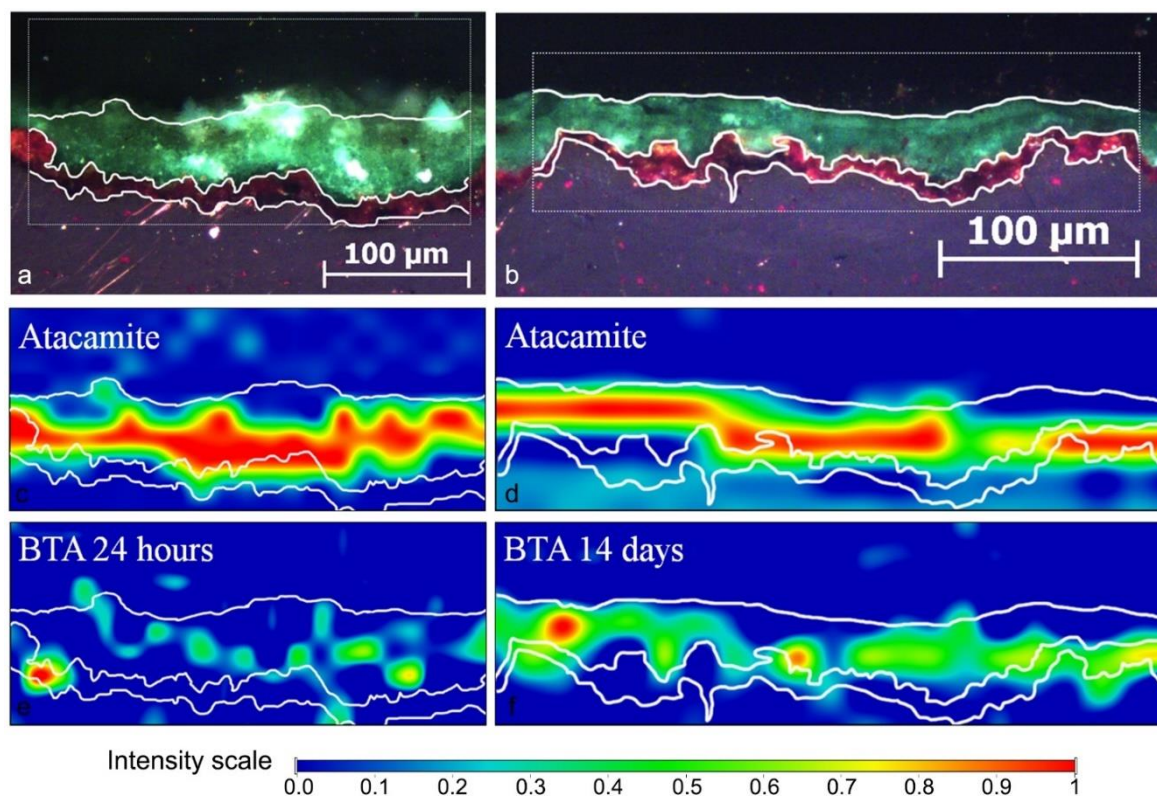 100 µm
a
100 µm
b
Atacamite
c
Atacamite
d
BTA 24 hours
e
BTA 14 days
f
Intensity scale
0.0 0.1 0.2 0.3 0.4 0.5 0.6 0.7 0.8 0.9 1